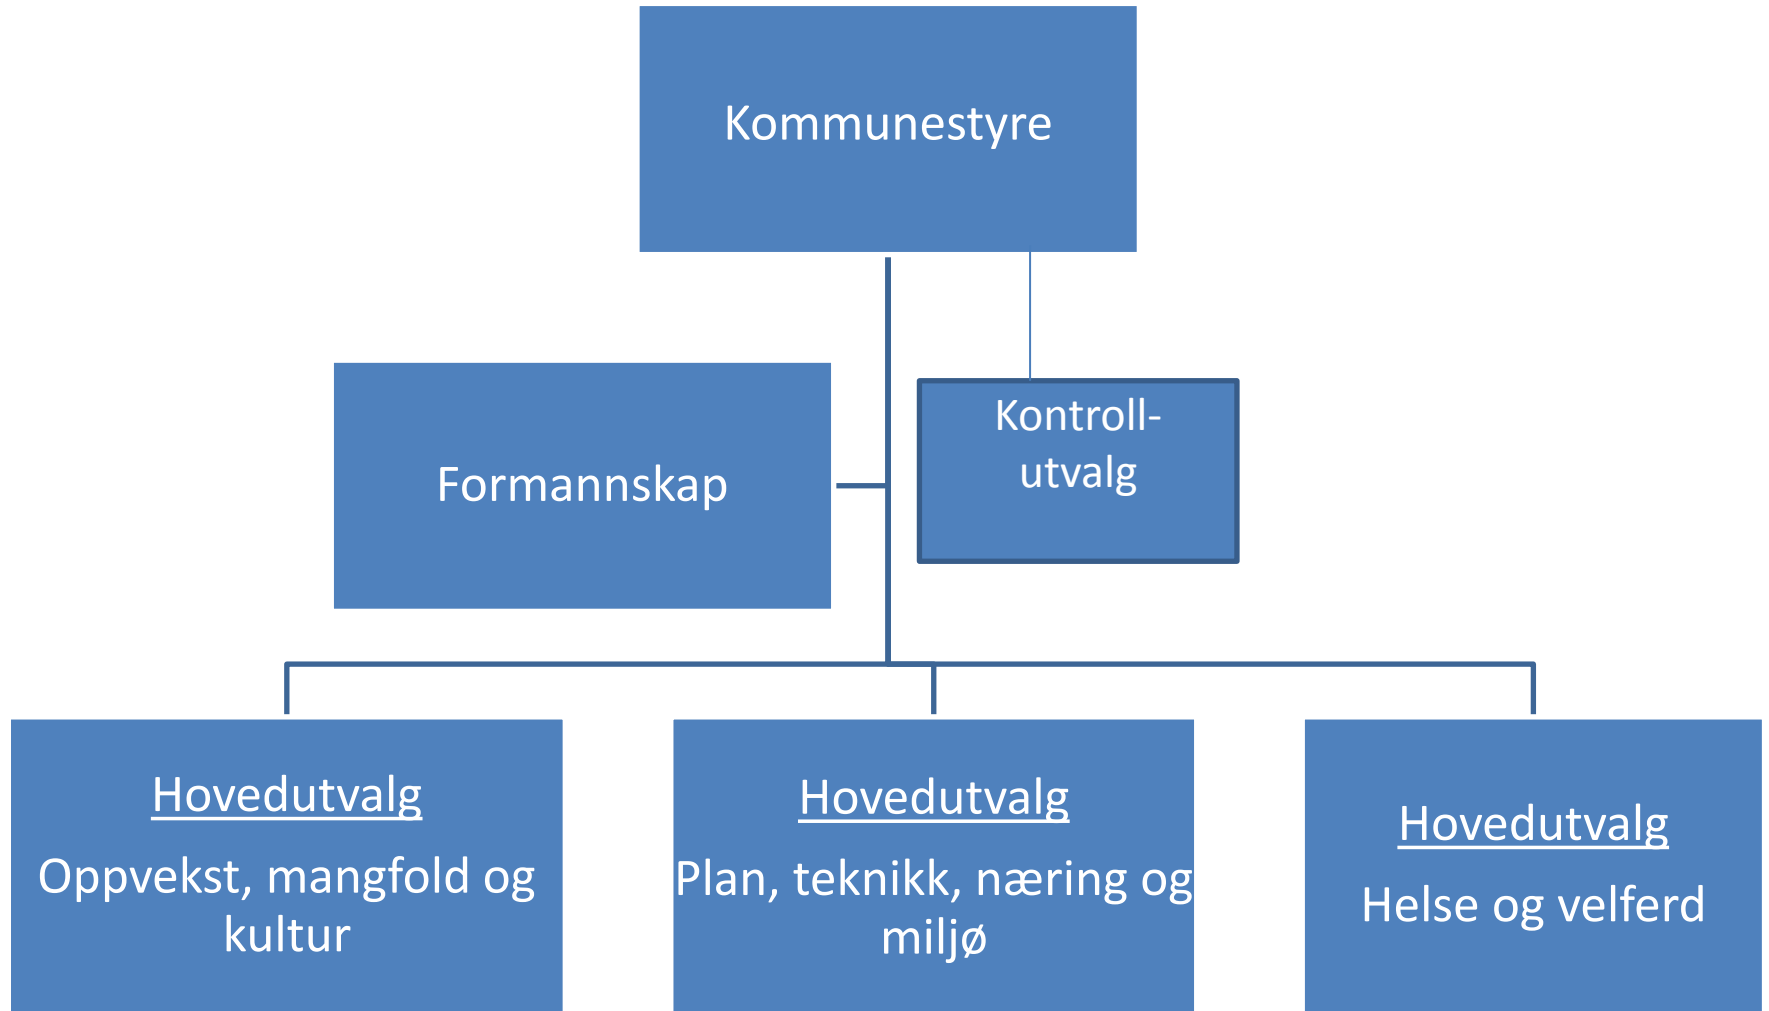 Kommunestyre
Formannskap
Kontroll-
utvalg
Hovedutvalg
Oppvekst, mangfold og
kultur
Hovedutvalg
Plan, teknikk, næring og
miljø
Hovedutvalg
Helse og velferd